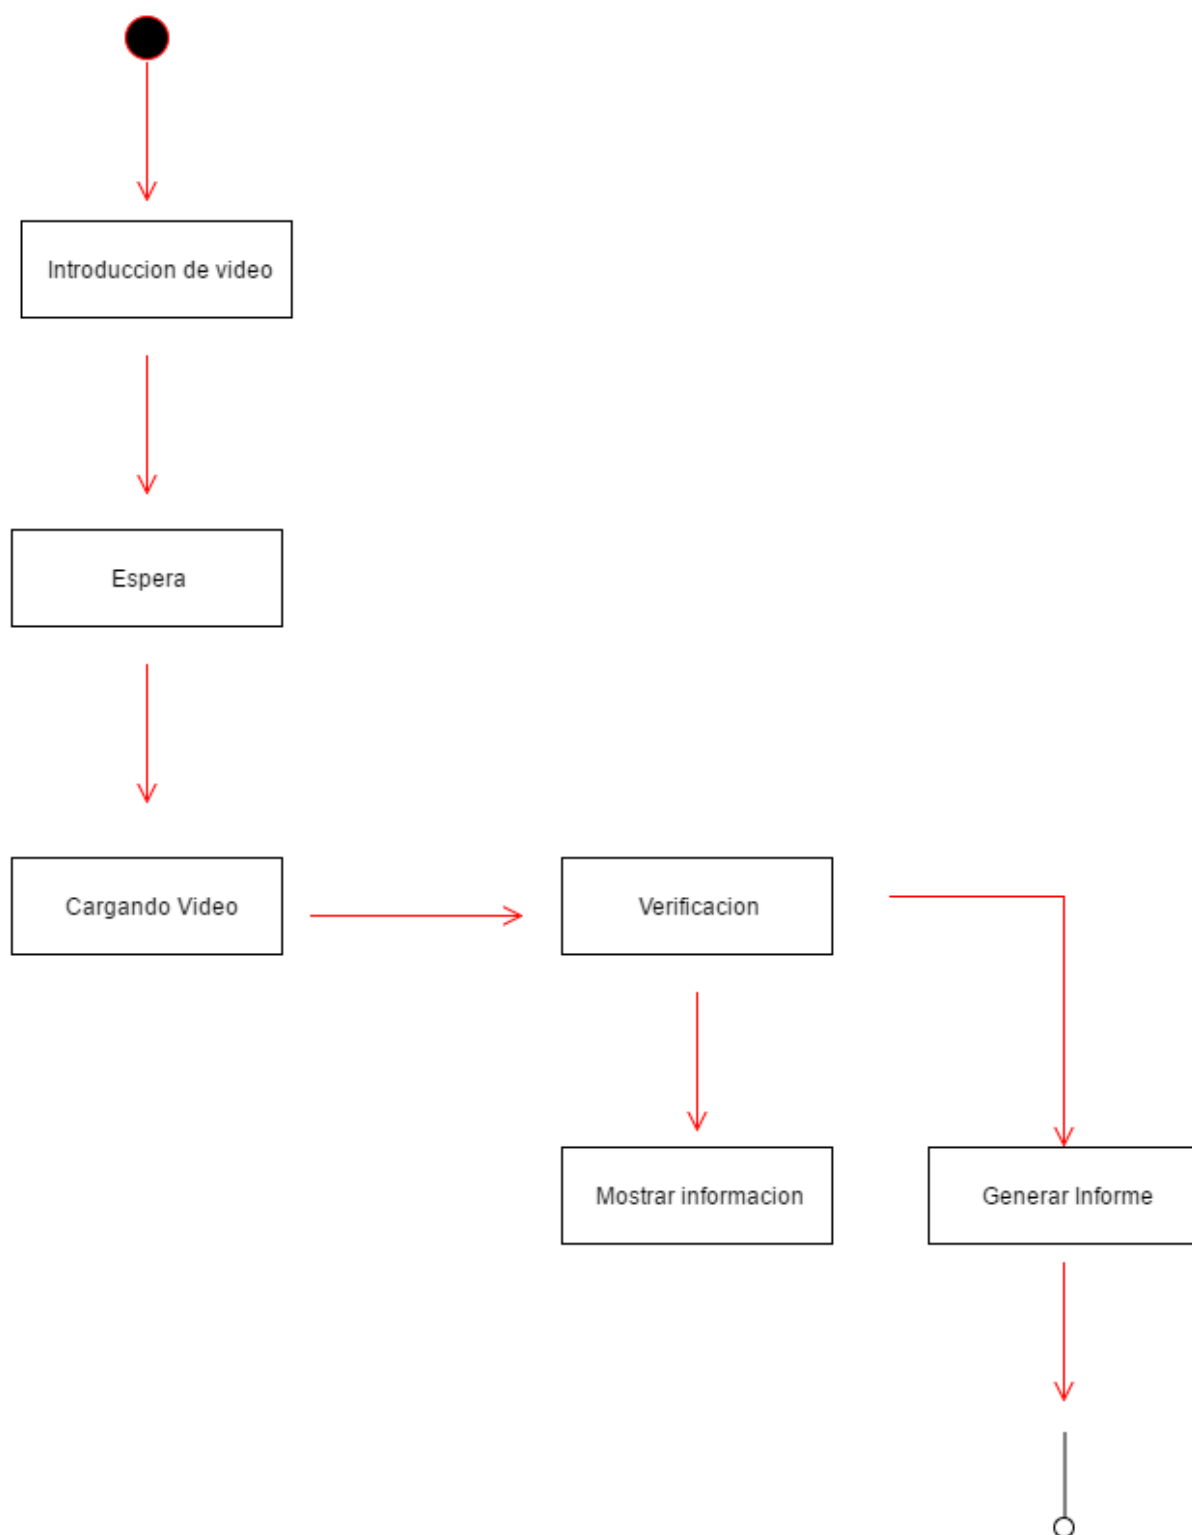 Introduccion de video
Espera
Cargando Video
Verificacion
Mostrar informacion
Generar Informe